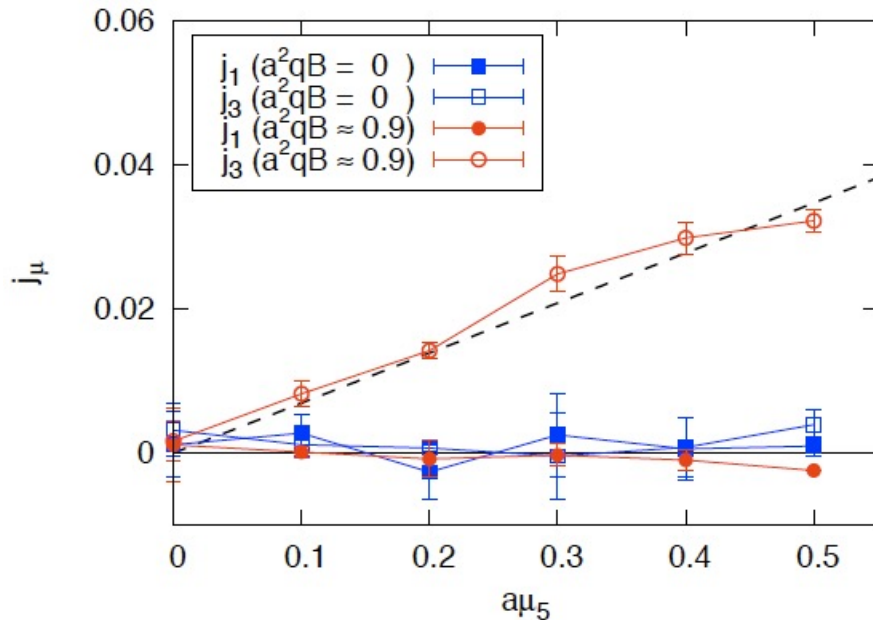 0.06
j₁ (a²qB = 0 )
j₃ (a²qB = 0 )
j₁ (a²qB ≈ 0.9)
j₃ (a²qB ≈ 0.9)
0.04
jμ
0.02
0
0 0.1 0.2 0.3 0.4 0.5
aμ₅